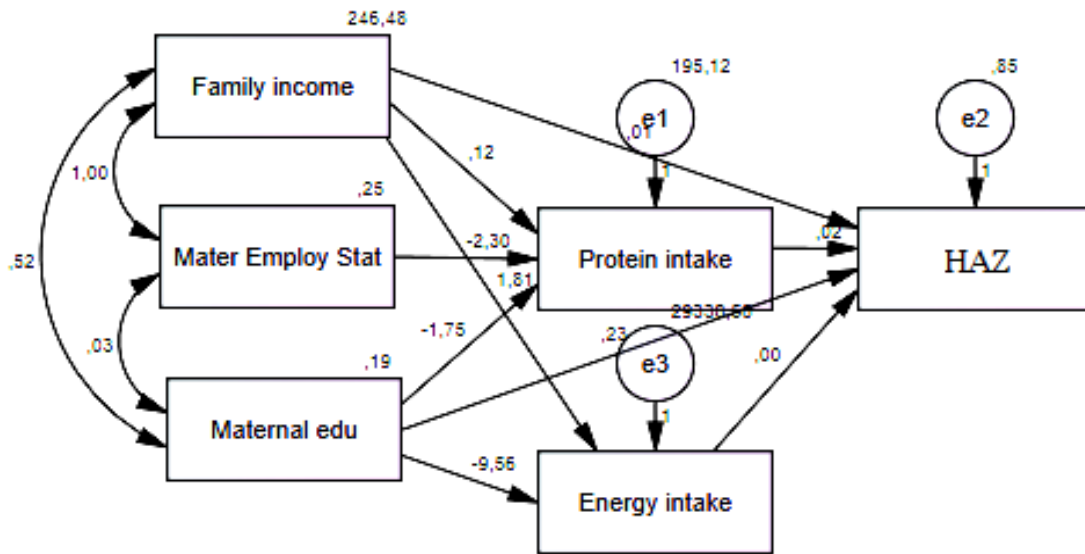 246,48
Family income
195,12
,85
e1
e2
,01
,12
1
1
1,00
,25
Mater Employ Stat
-2,30
Protein intake
,02
HAZ
,52
1,81
-1,75
,23
,03
,19
e3
,00
Maternal edu
1
-9,56
Energy intake